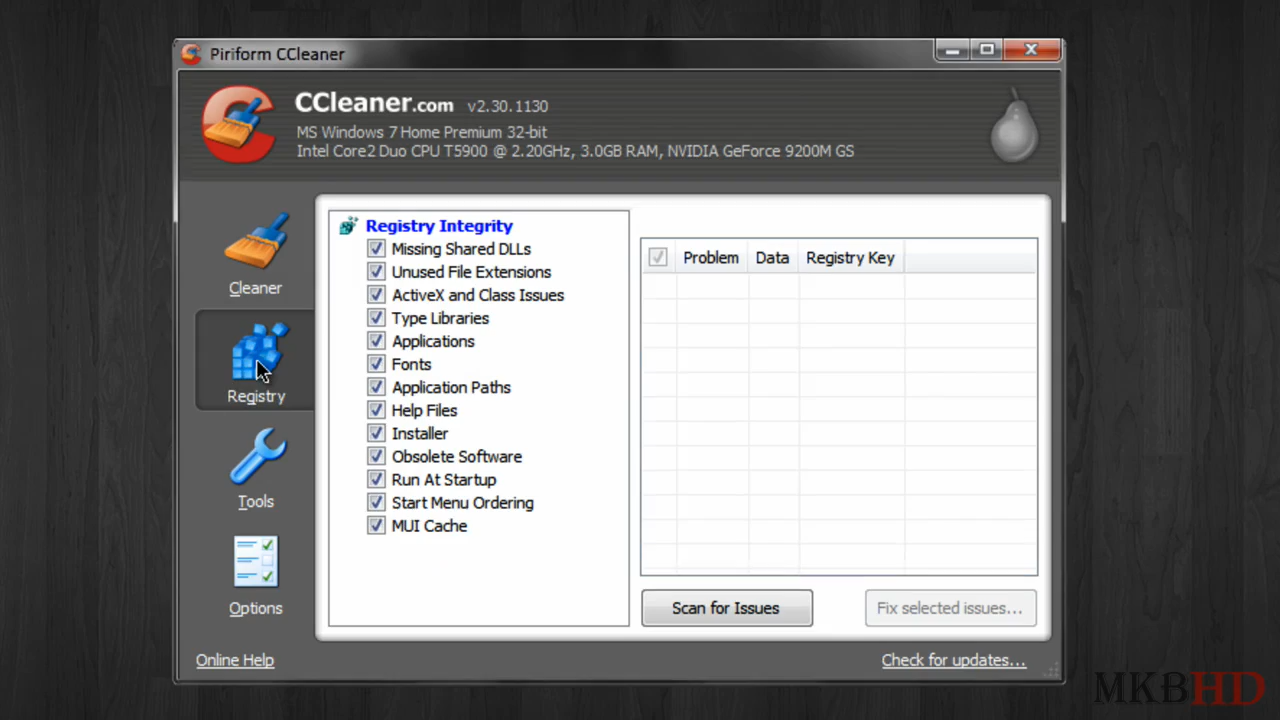 Piriform CCleaner
CCleaner.com v2.30.1130
MS Windows 7 Home Premium 32-bit
Intel Core2 Duo CPU T5900 @ 2.20GHz, 3.0GB RAM, NVIDIA GeForce 9200M GS
Cleaner
Registry
Tools
Options
Registry Integrity
Missing Shared DLLs
Unused File Extensions
ActiveX and Class Issues
Type Libraries
Applications
Fonts
Application Paths
Help Files
Installer
Obsolete Software
Run At Startup
Start Menu Ordering
MUI Cache
Problem Data Registry Key
Scan for Issues
Fix selected issues...
Online Help
Check for updates...
MKBHD